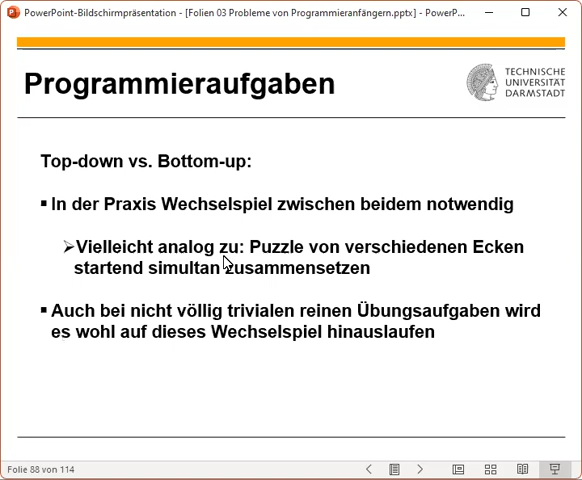 PowerPoint-Bildschirmpräsentation - [Folien 03 Probleme von Programmieranfängern.pptx] - PowerP...
Programmieraufgaben
TECHNISCHE
UNIVERSITÄT
DARMSTADT
Top-down vs. Bottom-up:
▪ In der Praxis Wechselspiel zwischen beidem notwendig
➢Vielleicht analog zu: Puzzle von verschiedenen Ecken
startend simultan zusammensetzen
▪ Auch bei nicht völlig trivialen reinen Übungsaufgaben wird
es wohl auf dieses Wechselspiel hinauslaufen
Folie 88 von 114